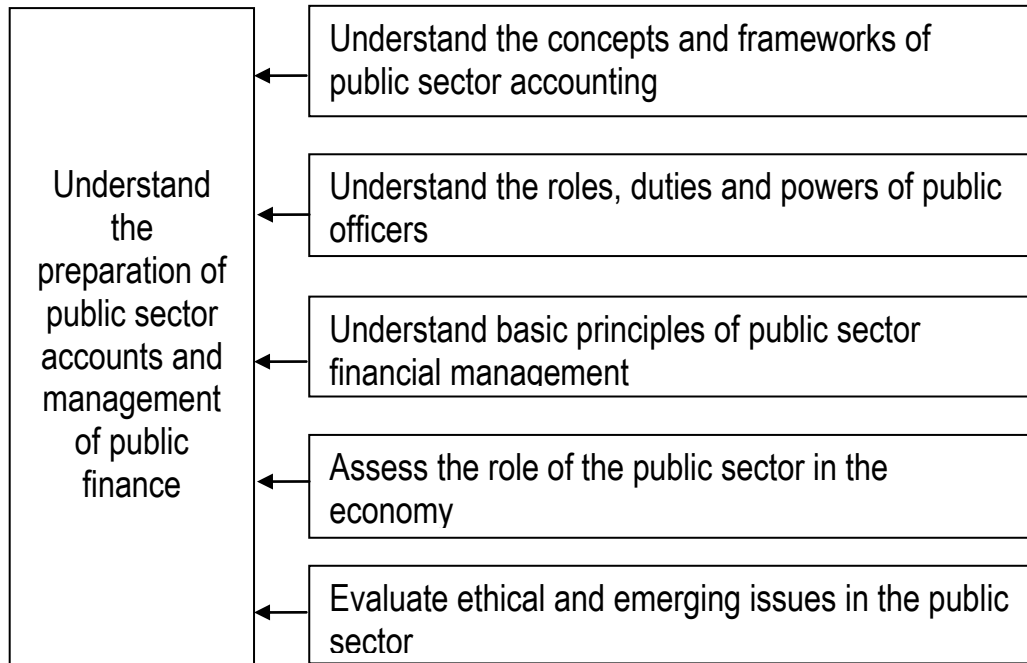 Understand
the
preparation of
public sector
accounts and
management
of public
finance
Understand the concepts and frameworks of
public sector accounting
Understand the roles, duties and powers of public
officers
Understand basic principles of public sector
financial management
Assess the role of the public sector in the
economy
Evaluate ethical and emerging issues in the public
sector